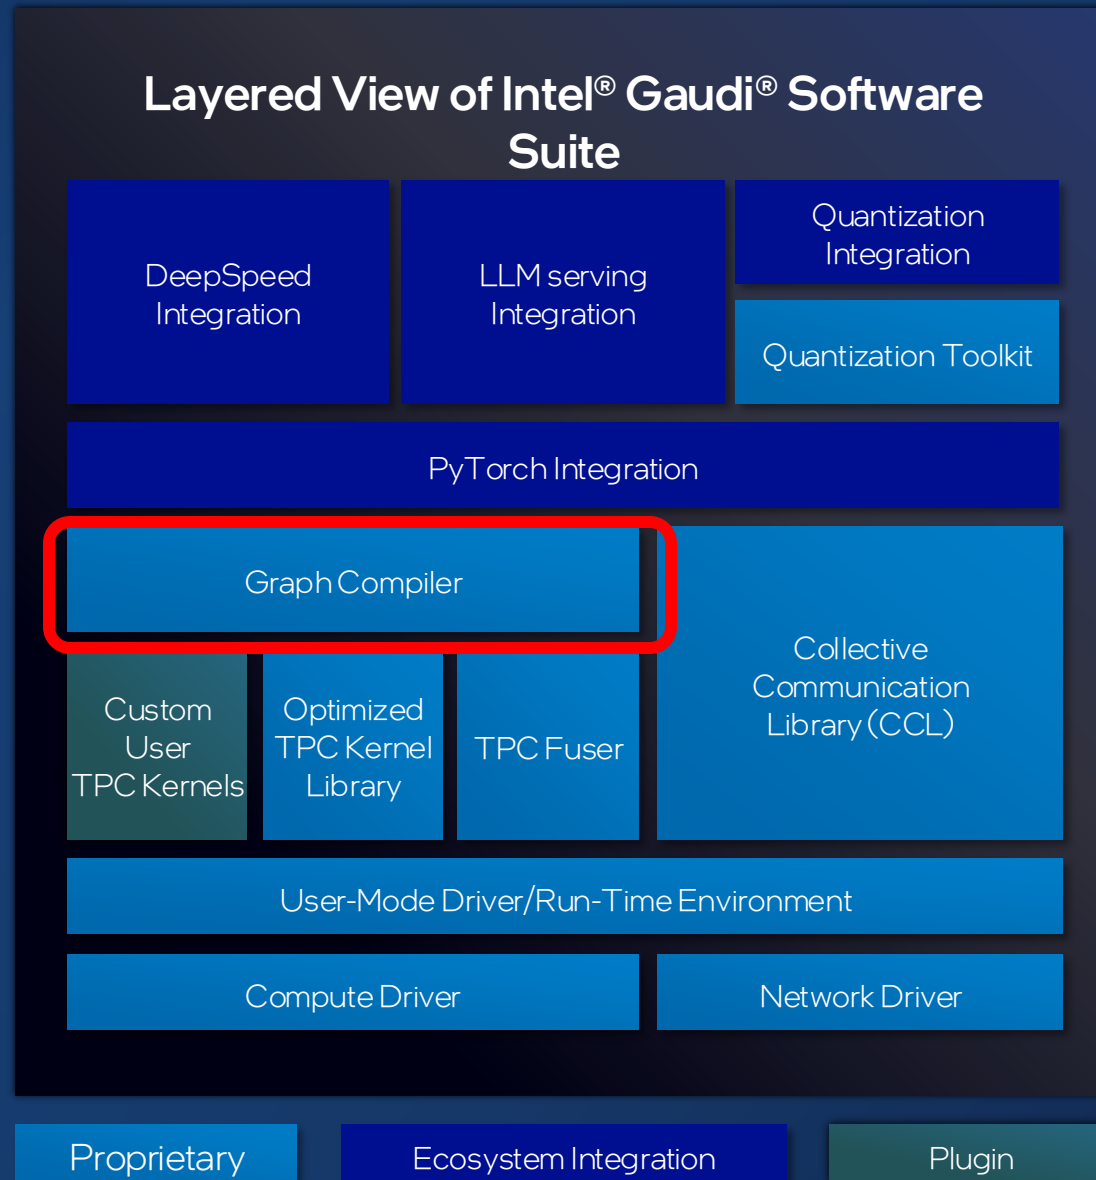 Layered View of Intel® Gaudi® Software
Suite
DeepSpeed
Integration
LLM serving
Integration
Quantization
Integration
Quantization Toolkit
PyTorch Integration
Graph Compiler
Custom
User
TPC Kernels
Optimized
TPC Kernel
Library
TPC Fuser
Collective
Communication
Library (CCL)
User-Mode Driver/Run-Time Environment
Compute Driver
Network Driver
Proprietary
Ecosystem Integration
Plugin